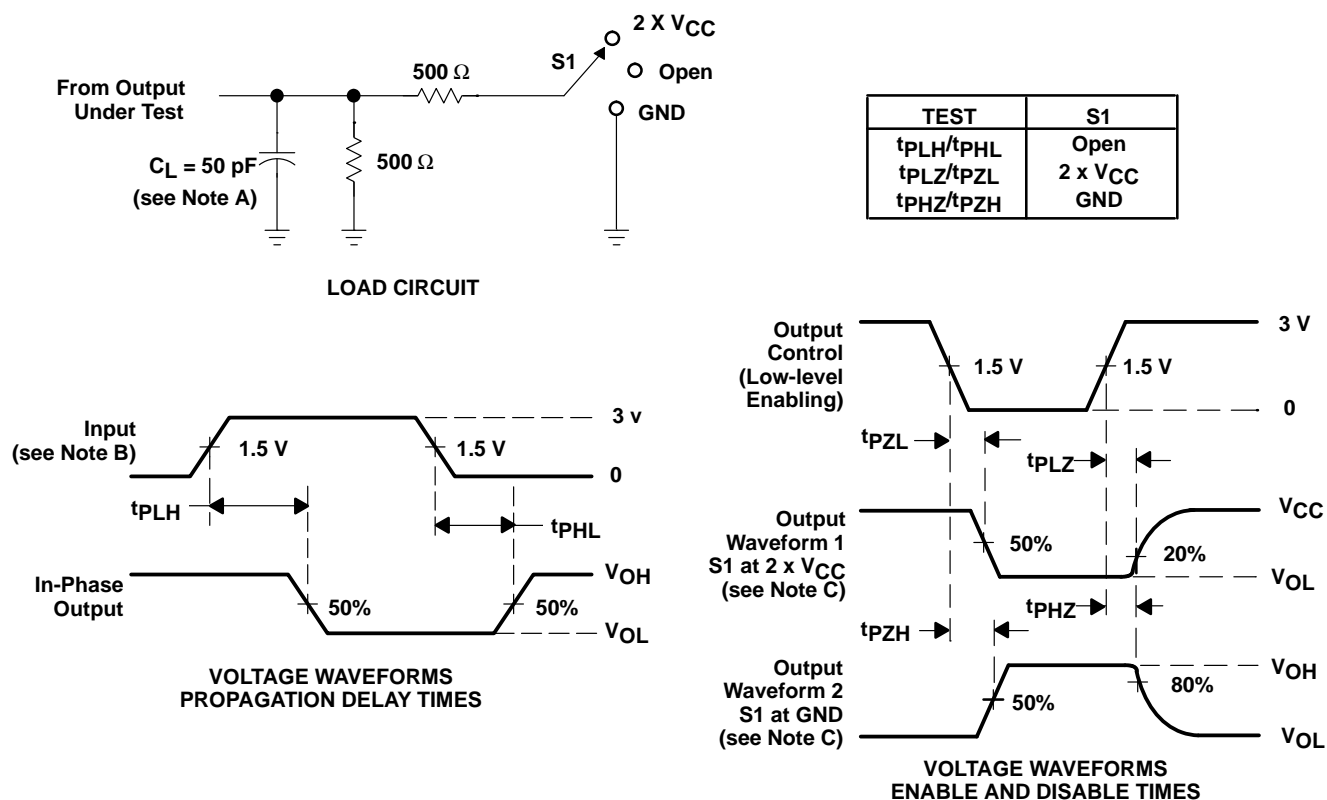 2 X VCC
S1
500 Ω
Open
From Output
Under Test
GND
500 Ω
CL = 50 pF
(see Note A)
LOAD CIRCUIT
TEST S1
tPLH/tPHL Open
tPLZ/tPZL 2 x VCC
tPHZ/tPZH GND
Input
(see Note B)
1.5 V
1.5 V
3 v
0
tPLH
tPHL
In-Phase
Output
50%
50%
VOH
VOL
VOLTAGE WAVEFORMS
PROPAGATION DELAY TIMES
Output
Control
(Low-level
Enabling)
1.5 V
1.5 V
3 V
0
tPZL
tPLZ
Output
Waveform 1
S1 at 2 x VCC
(see Note C)
50%
20%
VCC
VOL
tPHZ
tPZH
Output
Waveform 2
S1 at GND
(see Note C)
50%
80%
VOH
VOL
VOLTAGE WAVEFORMS
ENABLE AND DISABLE TIMES